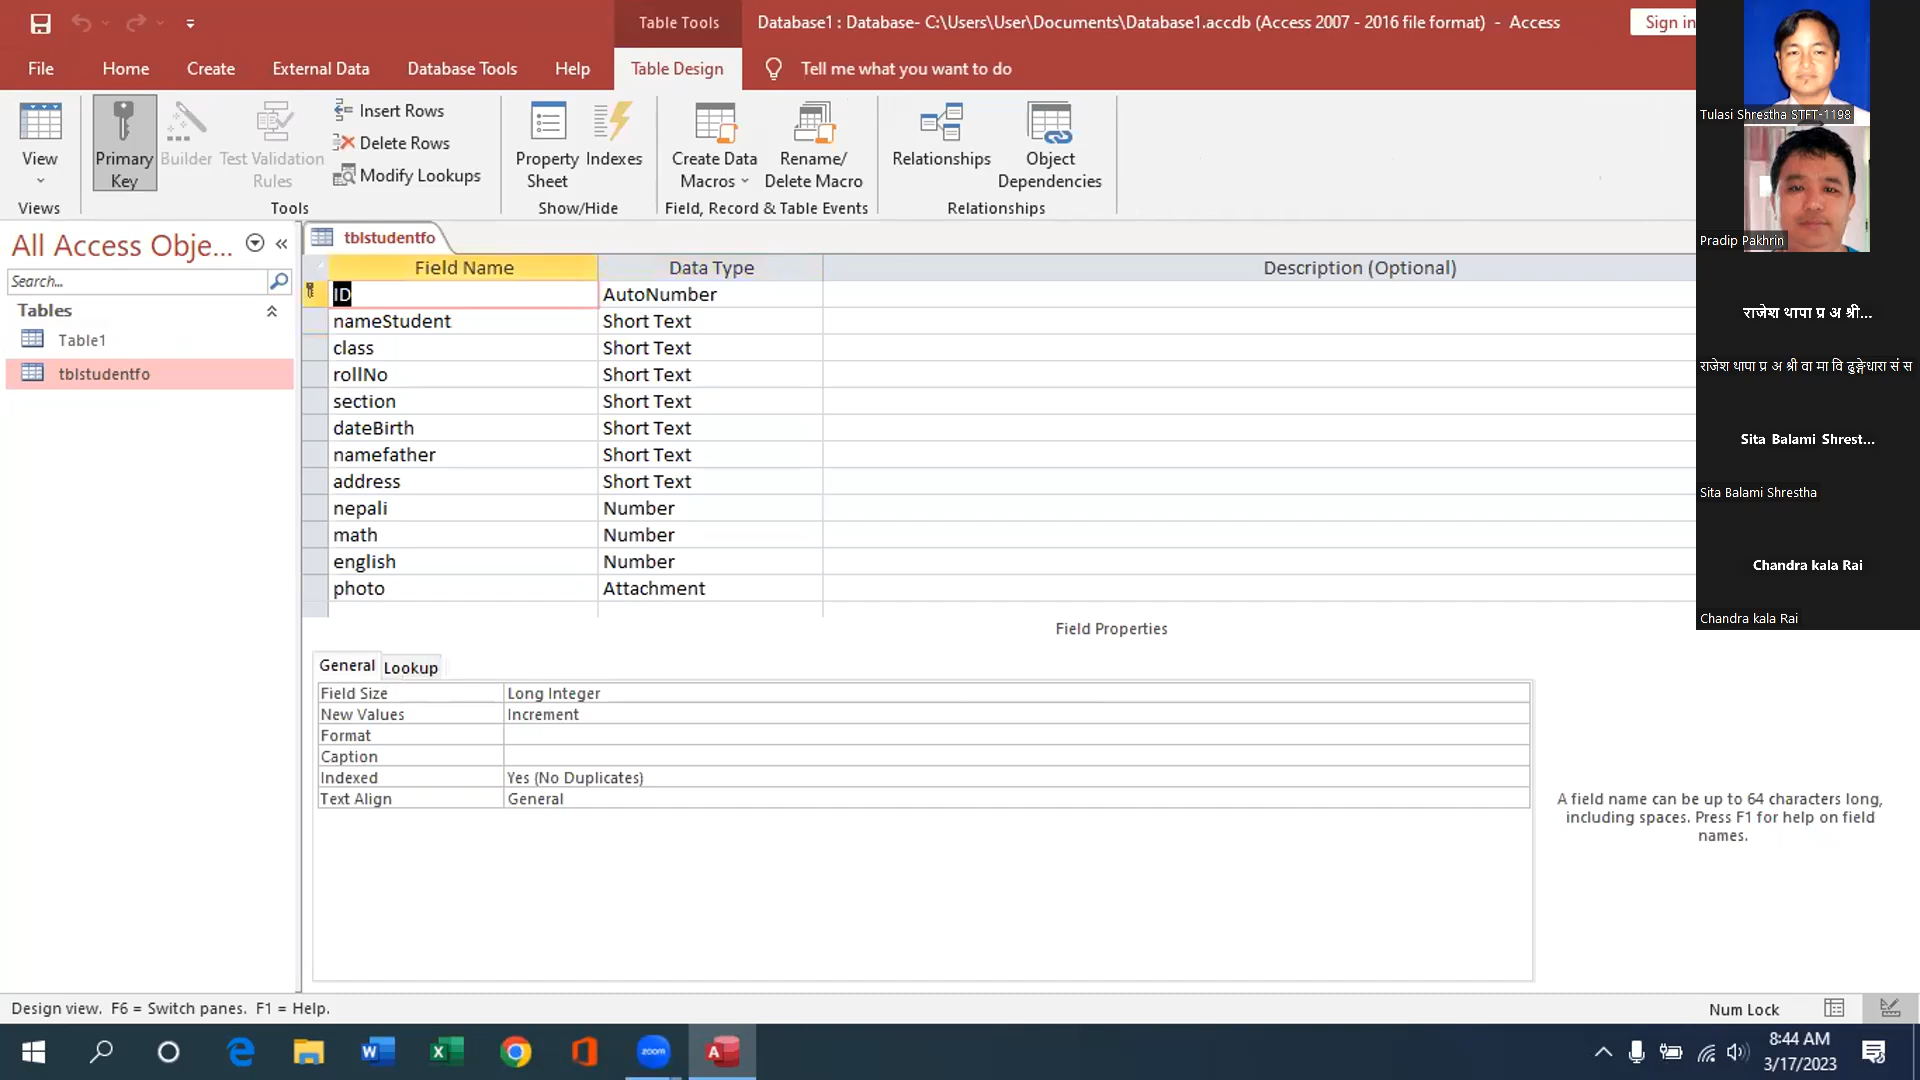 Table Tools
Database1 : Database- C:\Users\User\Documents\Database1.accdb (Access 2007 - 2016 file format) - Access
Sign in
File Home Create External Data Database Tools Help Table Design Tell me what you want to do
View
Primary Key
Builder
Test Validation Rules
Insert Rows
Delete Rows
Modify Lookups
Property Sheet
Indexes
Create Data Macros
Rename/ Delete Macro
Relationships
Object Dependencies
Views
Tools
Show/Hide
Field, Record & Table Events
Relationships
All Access Obje...
Search...
Tables
Table1
tblstudentfo
tblstudentfo
Field Name Data Type Description (Optional)
ID AutoNumber
nameStudent Short Text
class Short Text
rollNo Short Text
section Short Text
dateBirth Short Text
namefather Short Text
address Short Text
nepali Number
math Number
english Number
photo Attachment
Field Properties
General Lookup
Field Size Long Integer
New Values Increment
Format
Caption
Indexed Yes (No Duplicates)
Text Align General
A field name can be up to 64 characters long,
including spaces. Press F1 for help on field
names.
Tulasi Shrestha STFT-1198
Pradip Pakhrin
राजेश थापा प्र अ श्री...
राजेश थापा प्र अ श्री वा मा वि ढुङ्गेधारा सं स
Sita Balami Shrest...
Sita Balami Shrestha
Chandra kala Rai
Chandra kala Rai
Design view. F6 = Switch panes. F1 = Help.
Num Lock
zoom
8:44 AM
3/17/2023